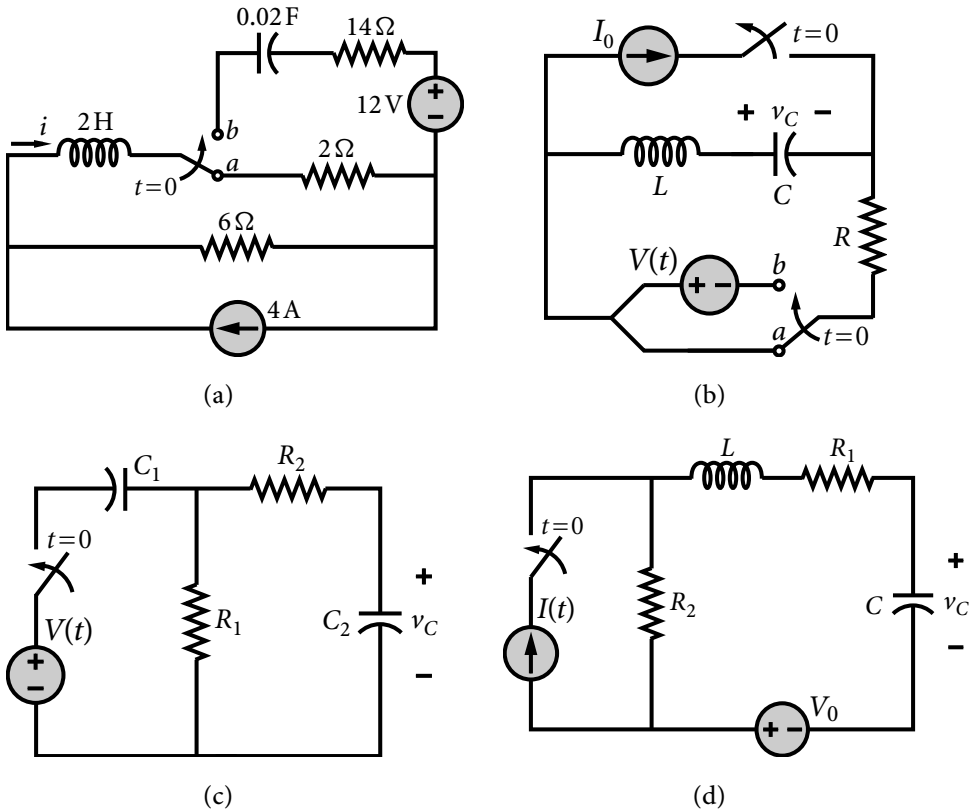 0.02 F
14 Ω
12 V
i
2 H
b
a
t=0
2 Ω
6 Ω
4 A
(a)
I0
t=0
+ vC −
L
C
R
V(t)
b
a
t=0
(b)
C1
R2
t=0
V(t)
R1
C2
+
vC
−
(c)
L
R1
t=0
I(t)
R2
C
+
vC
−
V0
(d)